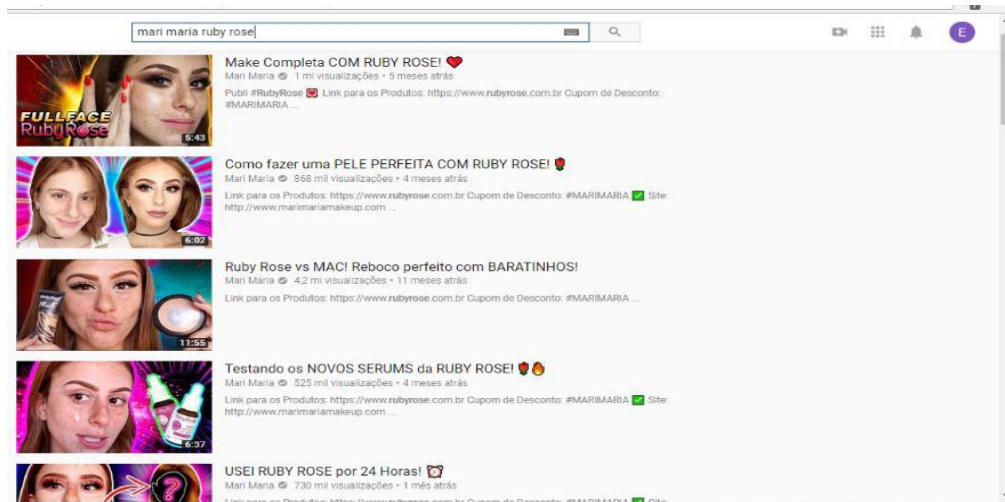 mari maria ruby rose
E
Make Completa COM RUBY ROSE! ❤
Mari Maria 1 mi visualizações • 5 meses atrás
Publi #RubyRose 💟 Link para os Produtos: https://www.rubyrose.com.br Cupom de Desconto:
#MARIMARIA ...
FULL FACE
Ruby Rose
5:43
Como fazer uma PELE PERFEITA COM RUBY ROSE! 🌹
Mari Maria 868 mil visualizações • 4 meses atrás
Link para os Produtos: https://www.rubyrose.com.br Cupom de Desconto: #MARIMARIA ✅ Site:
http://www.marimariamakeup.com ...
6:02
Ruby Rose vs MAC! Reboco perfeito com BARATINHOS!
Mari Maria 4,2 mi visualizações • 11 meses atrás
Link para os Produtos: https://www.rubyrose.com.br Cupom de Desconto: #MARIMARIA ...
11:55
Testando os NOVOS SERUMS da RUBY ROSE! 🌹🔥
Mari Maria 525 mil visualizações • 4 meses atrás
Link para os Produtos: https://www.rubyrose.com.br Cupom de Desconto: #MARIMARIA ✅ Site:
http://www.marimariamakeup.com ...
6:37
USEI RUBY ROSE por 24 Horas! ⏰
Mari Maria 730 mil visualizações • 1 mês atrás